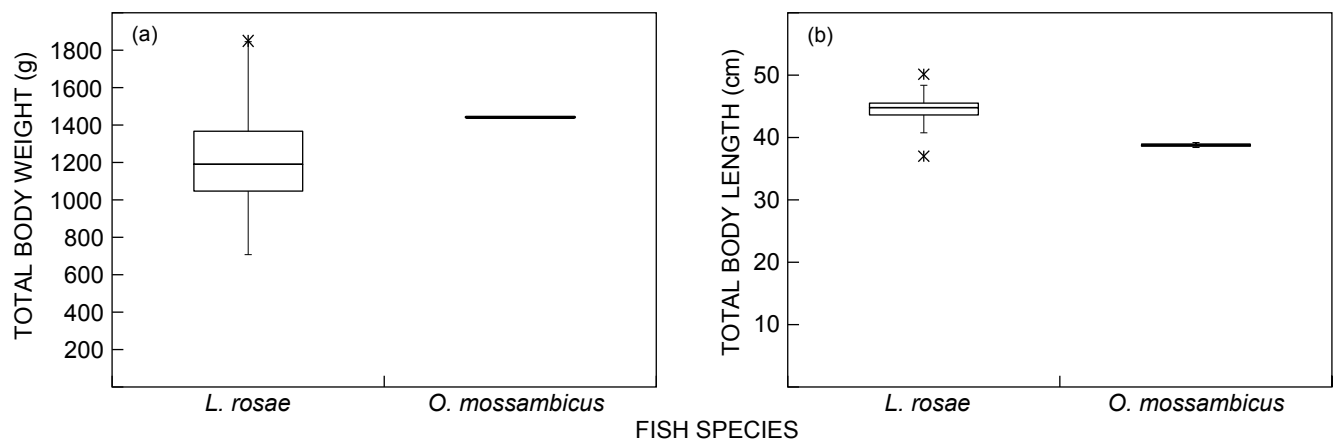 (a)
TOTAL BODY WEIGHT (g)
1800
1600
1400
1200
1000
800
600
400
200
L. rosae
O. mossambicus
(b)
TOTAL BODY LENGTH (cm)
50
40
30
20
10
L. rosae
O. mossambicus
FISH SPECIES